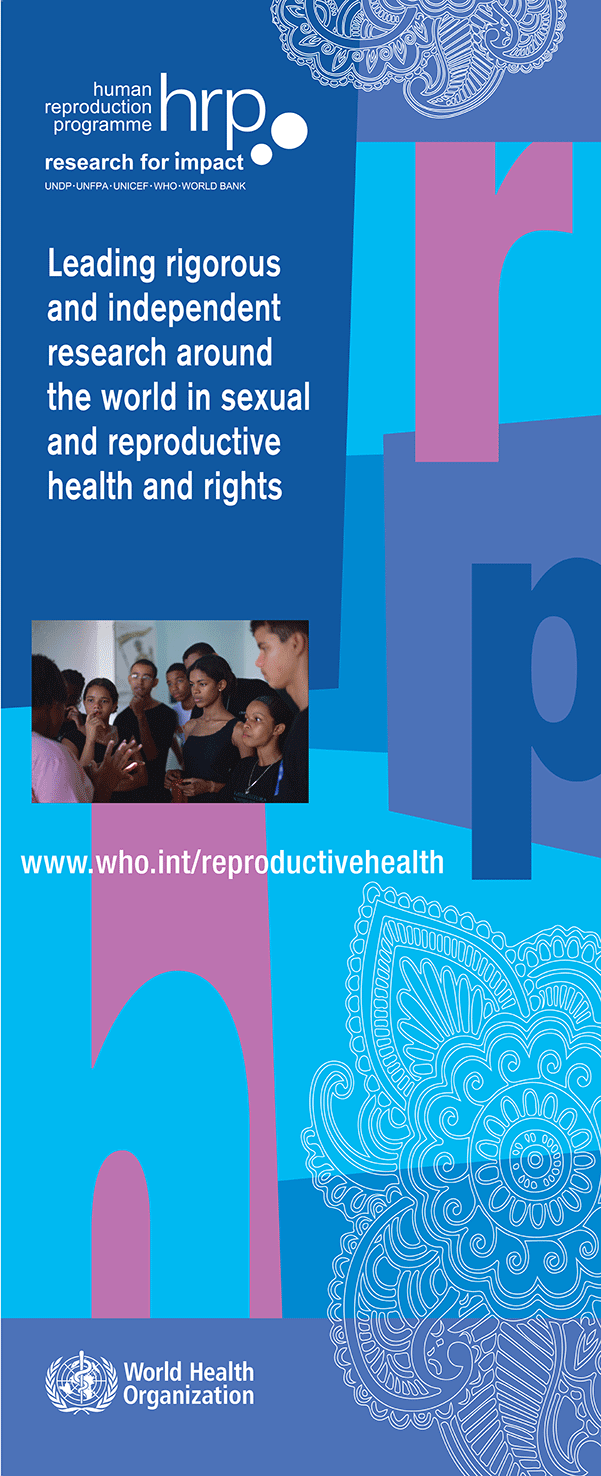 human
reproduction
programme
hrp
research for impact
UNDP · UNFPA · UNICEF · WHO · WORLD BANK
Leading rigorous
and independent
research around
the world in sexual
and reproductive
health and rights
r
p
www.who.int/reproductivehealth
h
World Health
Organization